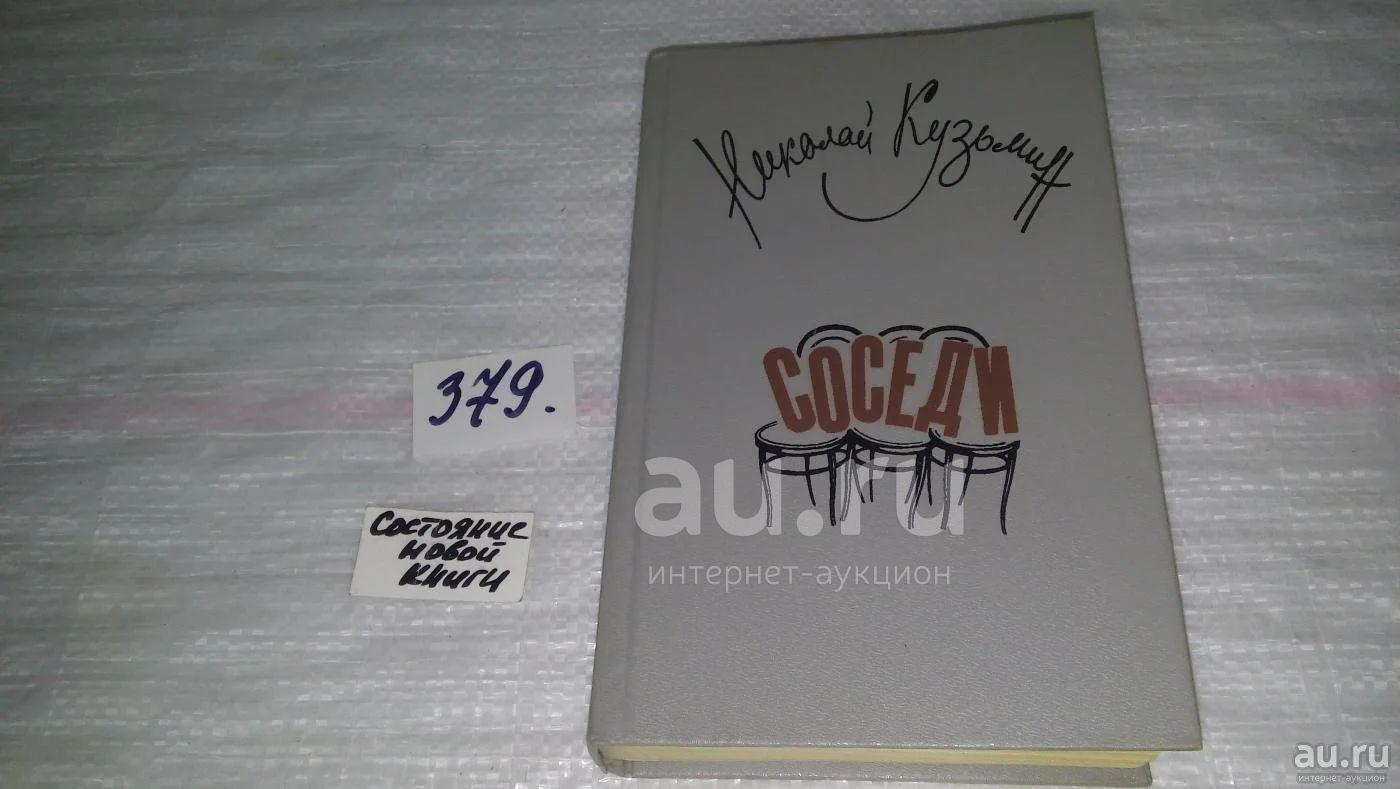 Николай Кузьмин
СОСЕДИ
379.
Состояние
новой
книги
au.ru
интернет-аукцион
au.ru
интернет-аукцион